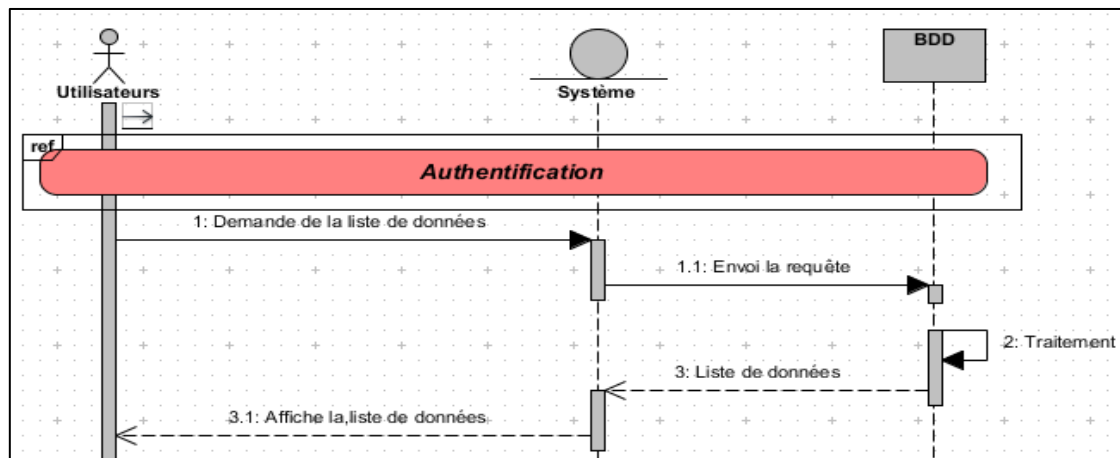 BDD
Utilisateurs
Système
ref
Authentification
1: Demande de la liste de données
1.1: Envoi la requête
2: Traitement
3: Liste de données
3.1: Affiche la,liste de données